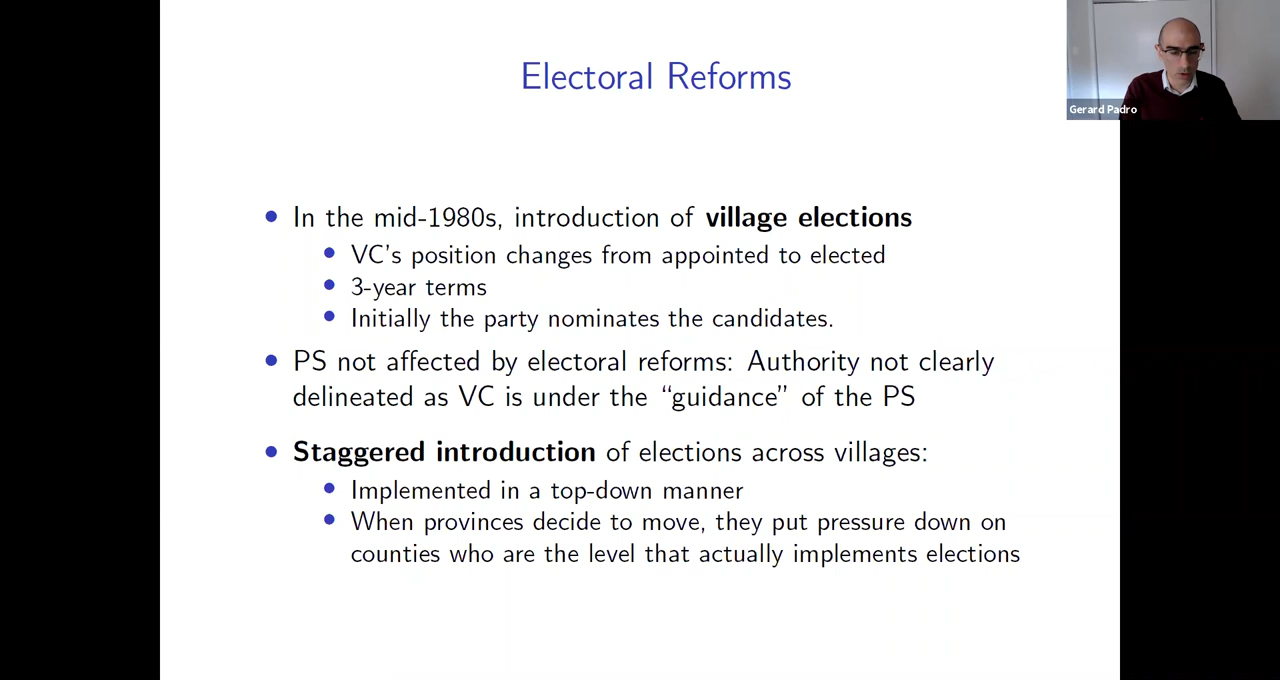 Electoral Reforms
Gerard Padro
• In the mid-1980s, introduction of village elections
• VC's position changes from appointed to elected
• 3-year terms
• Initially the party nominates the candidates.
• PS not affected by electoral reforms: Authority not clearly
delineated as VC is under the “guidance” of the PS
• Staggered introduction of elections across villages:
• Implemented in a top-down manner
• When provinces decide to move, they put pressure down on
counties who are the level that actually implements elections